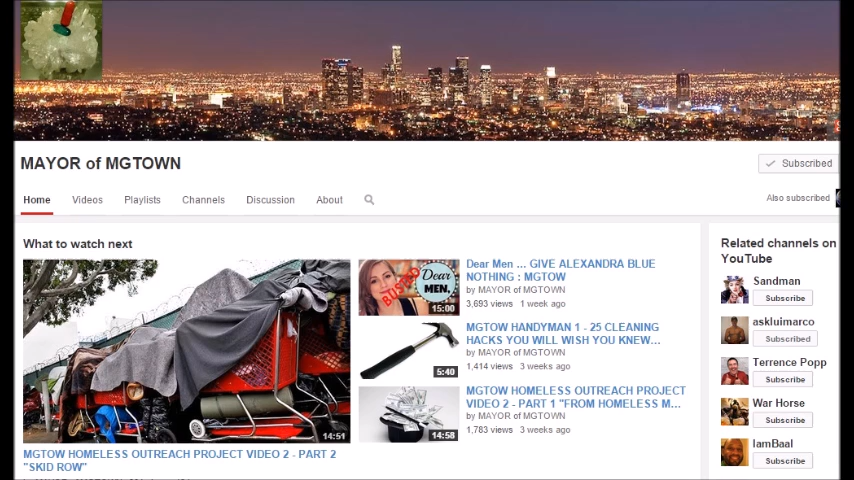 MAYOR of MGTOWN
Subscribed
Home Videos Playlists Channels Discussion About
Also subscribed
What to watch next
14:51
MGTOW HOMELESS OUTREACH PROJECT VIDEO 2 - PART 2
"SKID ROW"
BUSTED
Dear
MEN,
15:00
Dear Men ... GIVE ALEXANDRA BLUE
NOTHING : MGTOW
by MAYOR of MGTOWN
3,693 views 1 week ago
5:40
MGTOW HANDYMAN 1 - 25 CLEANING
HACKS YOU WILL WISH YOU KNEW...
by MAYOR of MGTOWN
1,414 views 3 weeks ago
14:58
MGTOW HOMELESS OUTREACH PROJECT
VIDEO 2 - PART 1 "FROM HOMELESS M...
by MAYOR of MGTOWN
1,783 views 3 weeks ago
Related channels on
YouTube
Sandman
Subscribe
askluimarco
Subscribed
Terrence Popp
Subscribe
War Horse
Subscribe
IamBaal
Subscribe